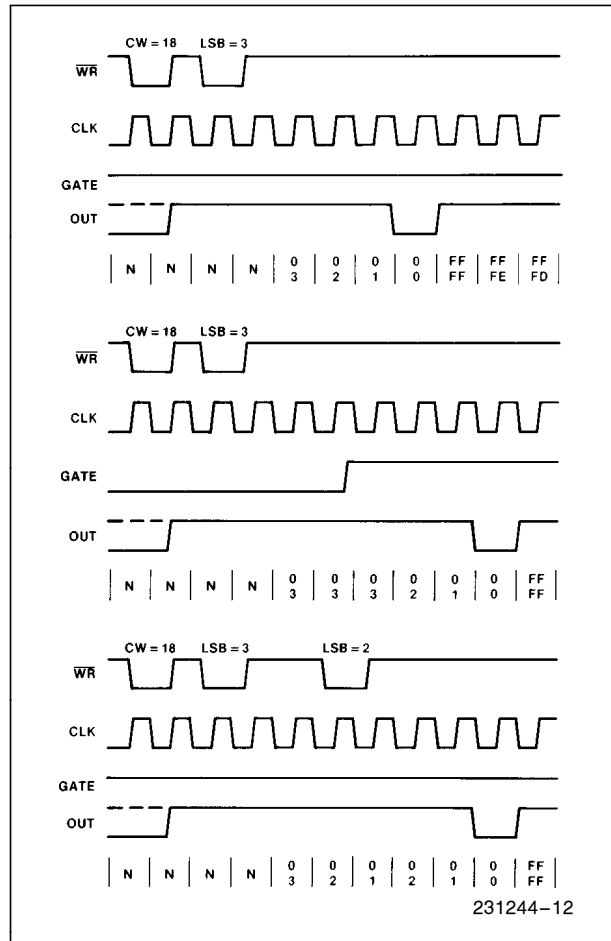 CW = 18 LSB = 3
WR
CLK
GATE
OUT
N N N N 0 0 0 0 FF FF FF
3 2 1 0 FF FE FD
CW = 18 LSB = 3
WR
CLK
GATE
OUT
N N N N 0 0 0 0 0 0 FF
3 3 3 2 1 0 FF
CW = 18 LSB = 3 LSB = 2
WR
CLK
GATE
OUT
N N N N 0 0 0 0 0 0 FF
3 2 1 2 1 0 FF
231244–12